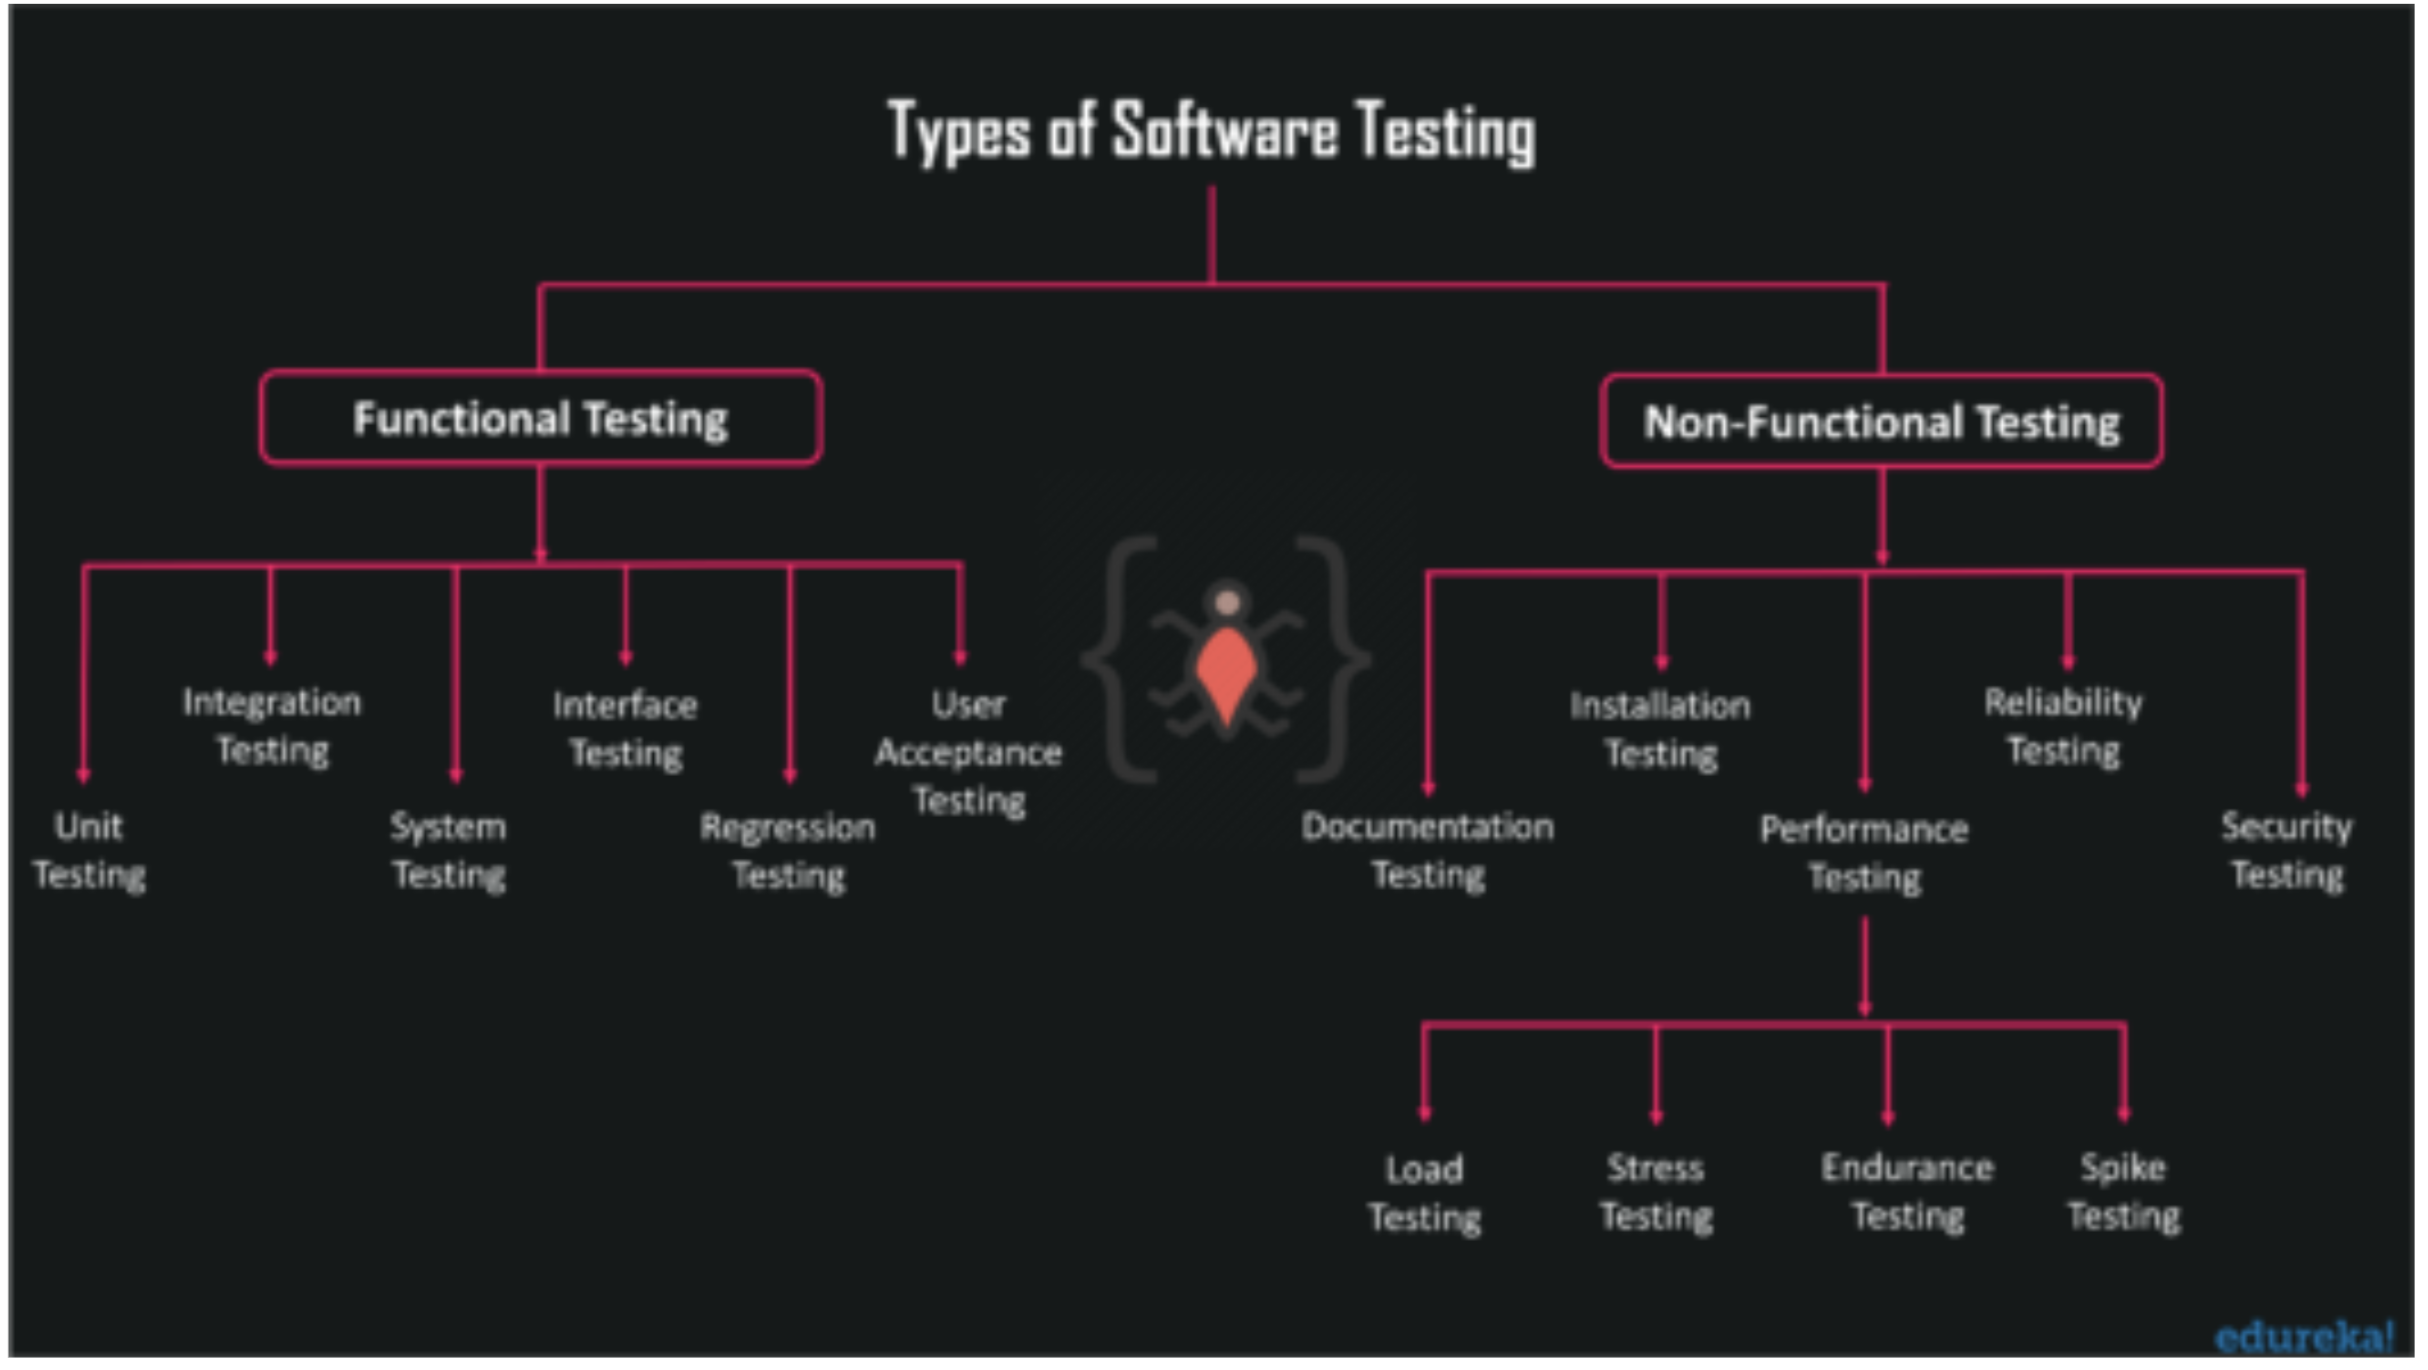 Types of Software Testing
Functional Testing
Non-Functional Testing
Integration
Testing
Interface
Testing
User
Acceptance
Testing
Unit
Testing
System
Testing
Regression
Testing
Installation
Testing
Reliability
Testing
Documentation
Testing
Performance
Testing
Security
Testing
Load
Testing
Stress
Testing
Endurance
Testing
Spike
Testing
edureka!